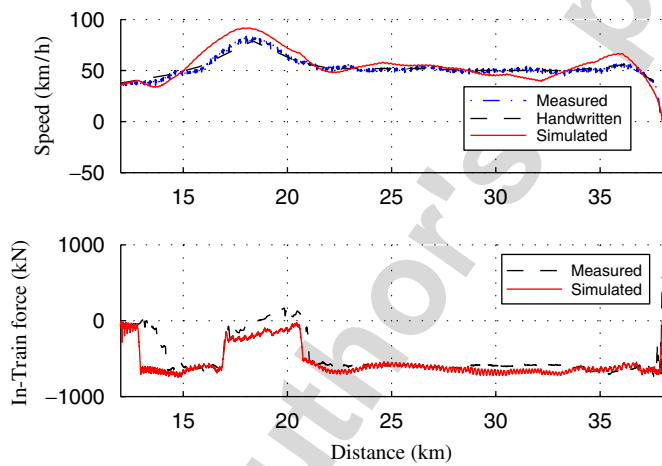 100
50
0
−50
Speed (km/h)
Measured
Handwritten
Simulated
15 20 25 30 35
1000
0
−1000
In-Train force (kN)
Measured
Simulated
15 20 25 30 35
Distance (km)
uthor's p